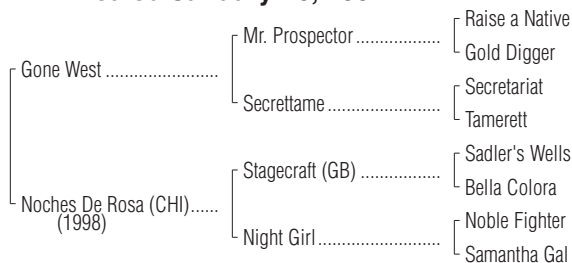 Raise a Native
Mr. Prospector ...................
Gold Digger
Gone West .........................
Secretariat
Secrettame .........................
Tamerett
Sadler's Wells
Stagecraft (GB) ..................
Bella Colora
Noches De Rosa (CHI)......
(1998)
Noble Fighter
Night Girl...........................
Samantha Gal